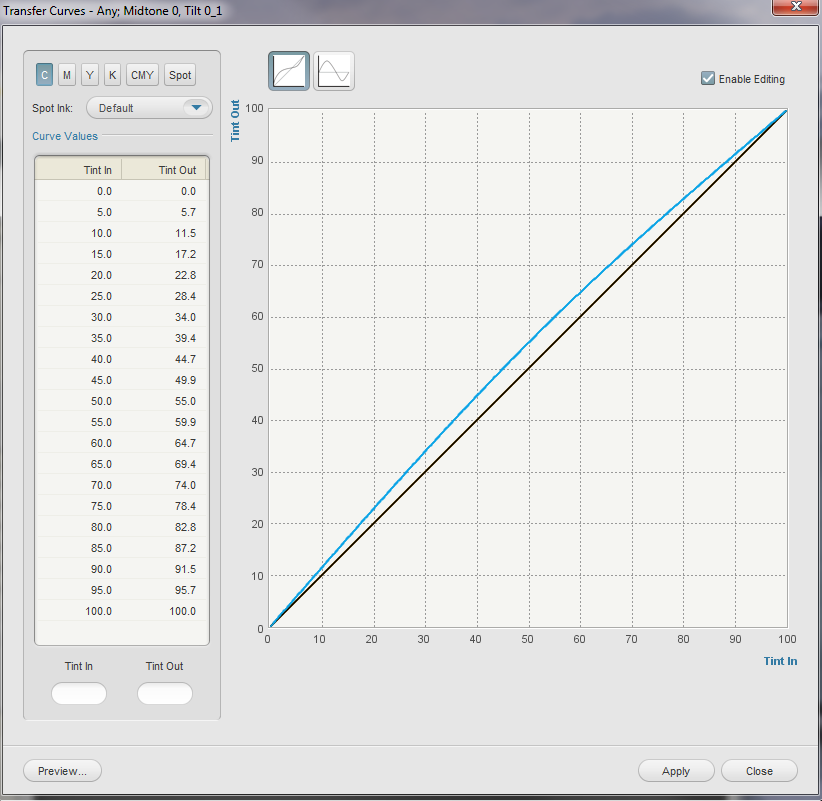 Transfer Curves - Any; Midtone 0, Tilt 0_1
C M Y K CMY Spot
Spot Ink: Default
Curve Values
Tint In Tint Out
0.0 0.0
5.0 5.7
10.0 11.5
15.0 17.2
20.0 22.8
25.0 28.4
30.0 34.0
35.0 39.4
40.0 44.7
45.0 49.9
50.0 55.0
55.0 59.9
60.0 64.7
65.0 69.4
70.0 74.0
75.0 78.4
80.0 82.8
85.0 87.2
90.0 91.5
95.0 95.7
100.0 100.0
Tint In Tint Out
Enable Editing
Tint Out
100
90
80
70
60
50
40
30
20
10
0
0 10 20 30 40 50 60 70 80 90 100
Tint In
Preview... Apply Close